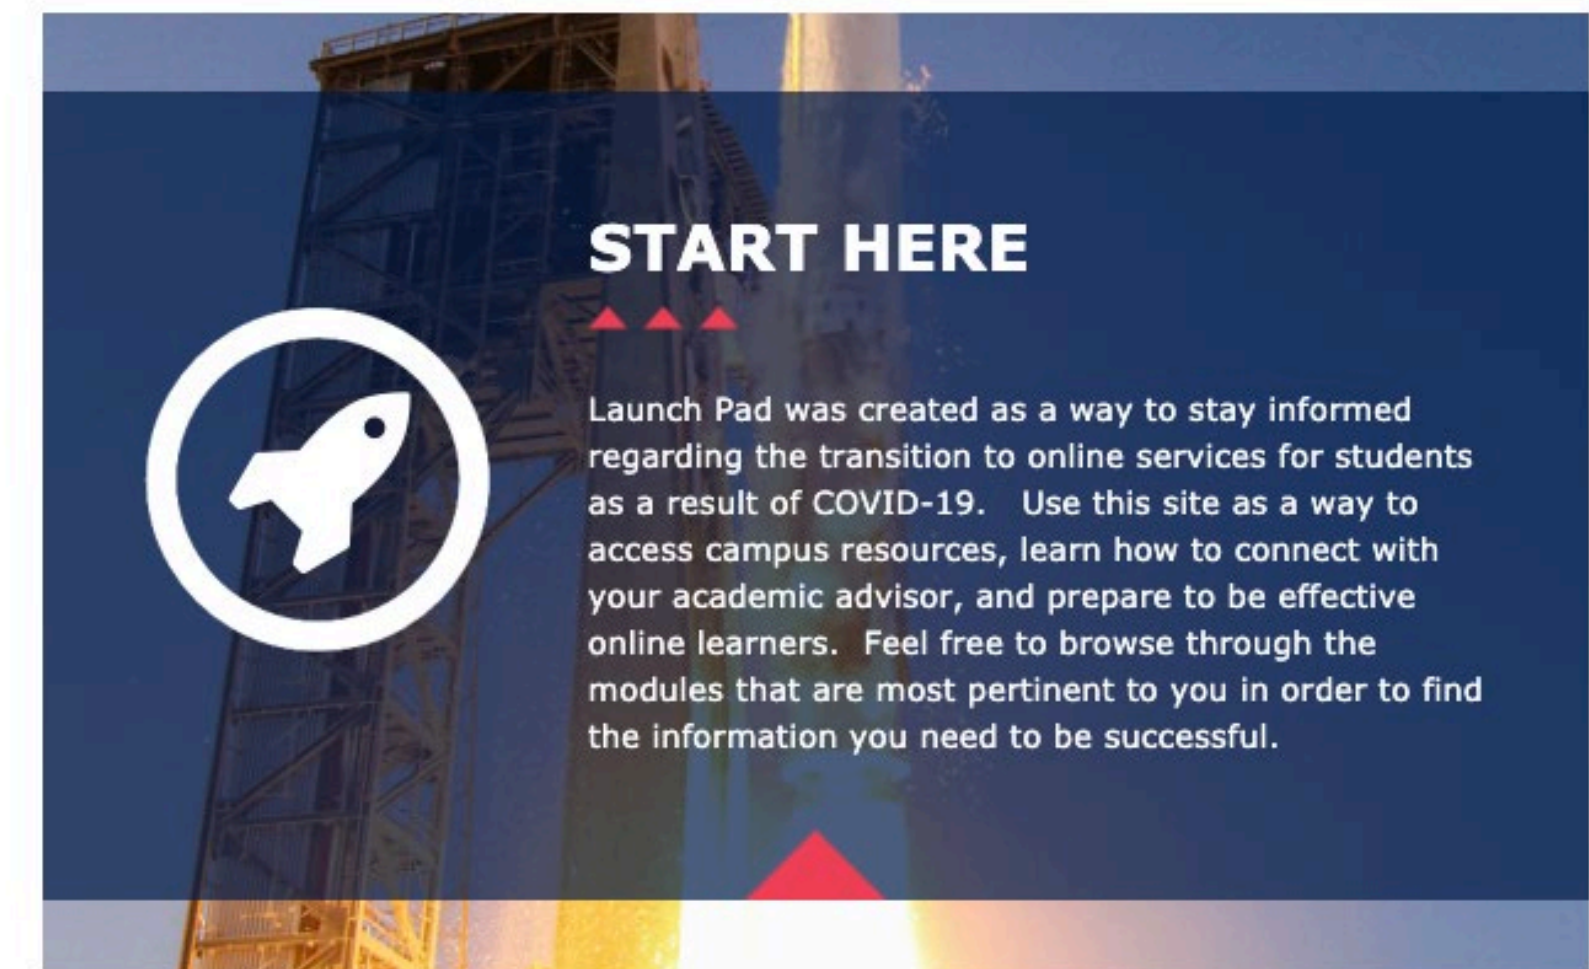 START HERE
Launch Pad was created as a way to stay informed
regarding the transition to online services for students
as a result of COVID-19.   Use this site as a way to
access campus resources, learn how to connect with
your academic advisor, and prepare to be effective
online learners.  Feel free to browse through the
modules that are most pertinent to you in order to find
the information you need to be successful.